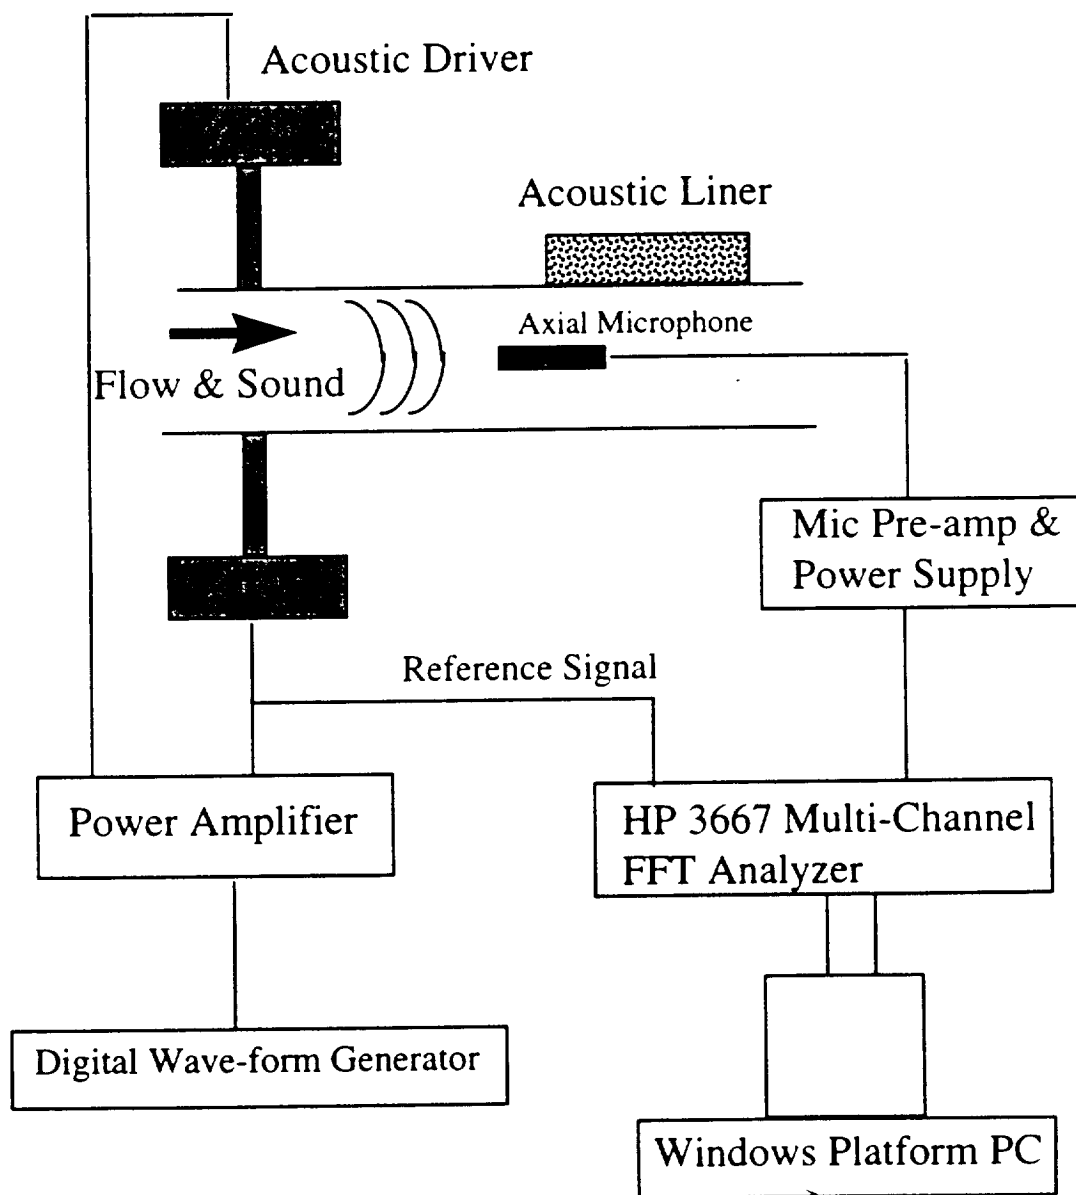 Acoustic Driver
Acoustic Liner
Axial Microphone
Flow & Sound
Mic Pre-amp &
Power Supply
Reference Signal
Power Amplifier
HP 3667 Multi-Channel
FFT Analyzer
Digital Wave-form Generator
Windows Platform PC